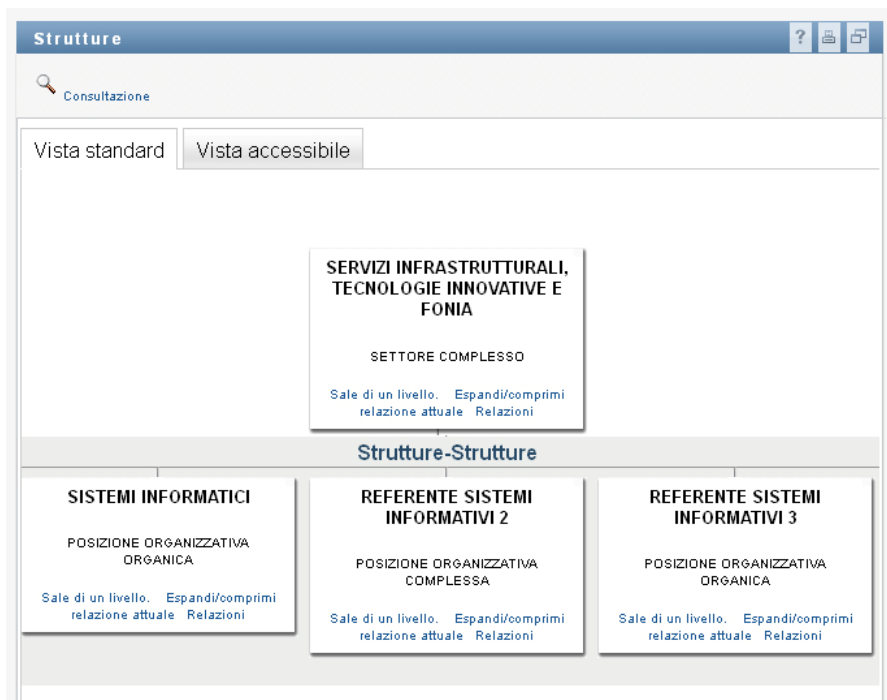 Strutture
?
Consultazione
Vista standard
Vista accessibile
SERVIZI INFRASTRUTTURALI,
TECNOLOGIE INNOVATIVE E
FONIA
SETTORE COMPLESSO
Sale di un livello. Espandi/comprimi
relazione attuale Relazioni
Strutture-Strutture
SISTEMI INFORMATICI
POSIZIONE ORGANIZZATIVA
ORGANICA
Sale di un livello. Espandi/comprimi
relazione attuale Relazioni
REFERENTE SISTEMI
INFORMATIVI 2
POSIZIONE ORGANIZZATIVA
COMPLESSA
Sale di un livello. Espandi/comprimi
relazione attuale Relazioni
REFERENTE SISTEMI
INFORMATIVI 3
POSIZIONE ORGANIZZATIVA
ORGANICA
Sale di un livello. Espandi/comprimi
relazione attuale Relazioni